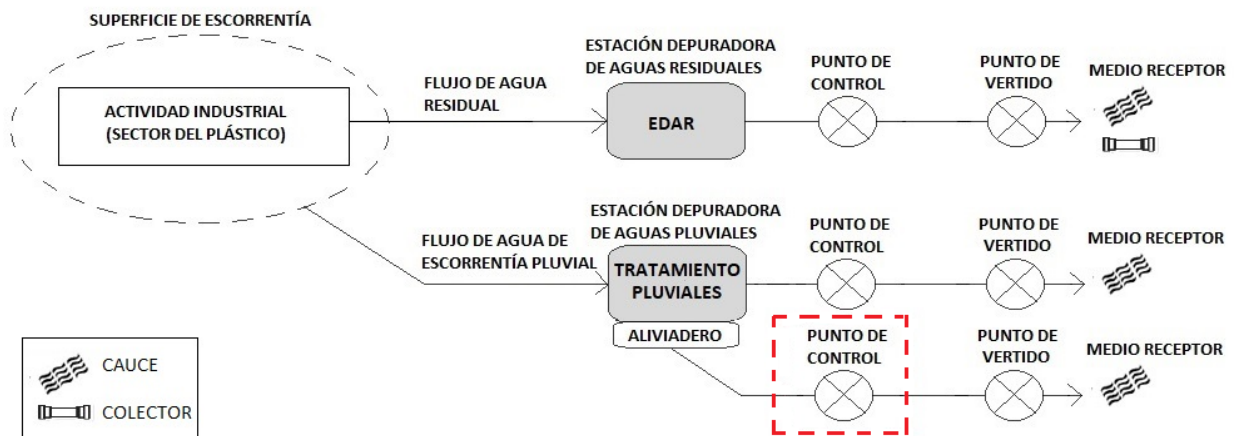 SUPERFICIE DE ESCORRENTÍA
ACTIVIDAD INDUSTRIAL
(SECTOR DEL PLÁSTICO)
FLUJO DE AGUA
RESIDUAL
ESTACIÓN DEPURADORA
DE AGUAS RESIDUALES
EDAR
PUNTO DE
CONTROL
PUNTO DE
VERTIDO
MEDIO RECEPTOR
FLUJO DE AGUA DE
ESCORRENTÍA PLUVIAL
ESTACIÓN DEPURADORA
DE AGUAS PLUVIALES
TRATAMIENTO
PLUVIALES
ALIVIADERO
PUNTO DE
CONTROL
PUNTO DE
VERTIDO
MEDIO RECEPTOR
PUNTO DE
CONTROL
PUNTO DE
VERTIDO
MEDIO RECEPTOR
CAUCE
COLECTOR